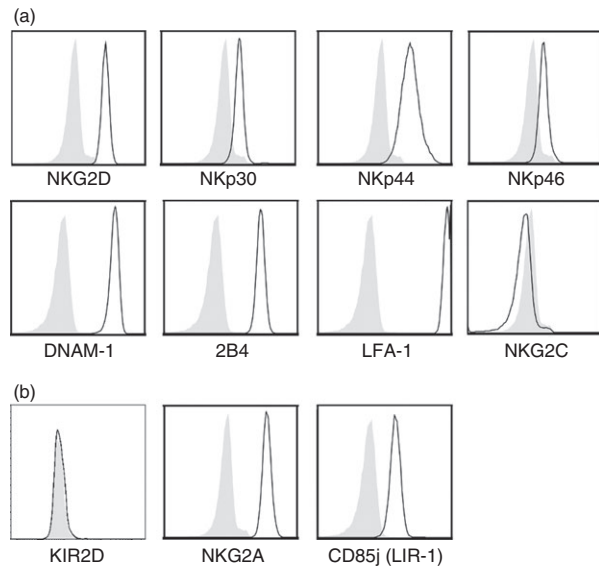 (a)
NKG2D NKp30 NKp44 NKp46
DNAM-1 2B4 LFA-1 NKG2C
(b)
KIR2D NKG2A CD85j (LIR-1)